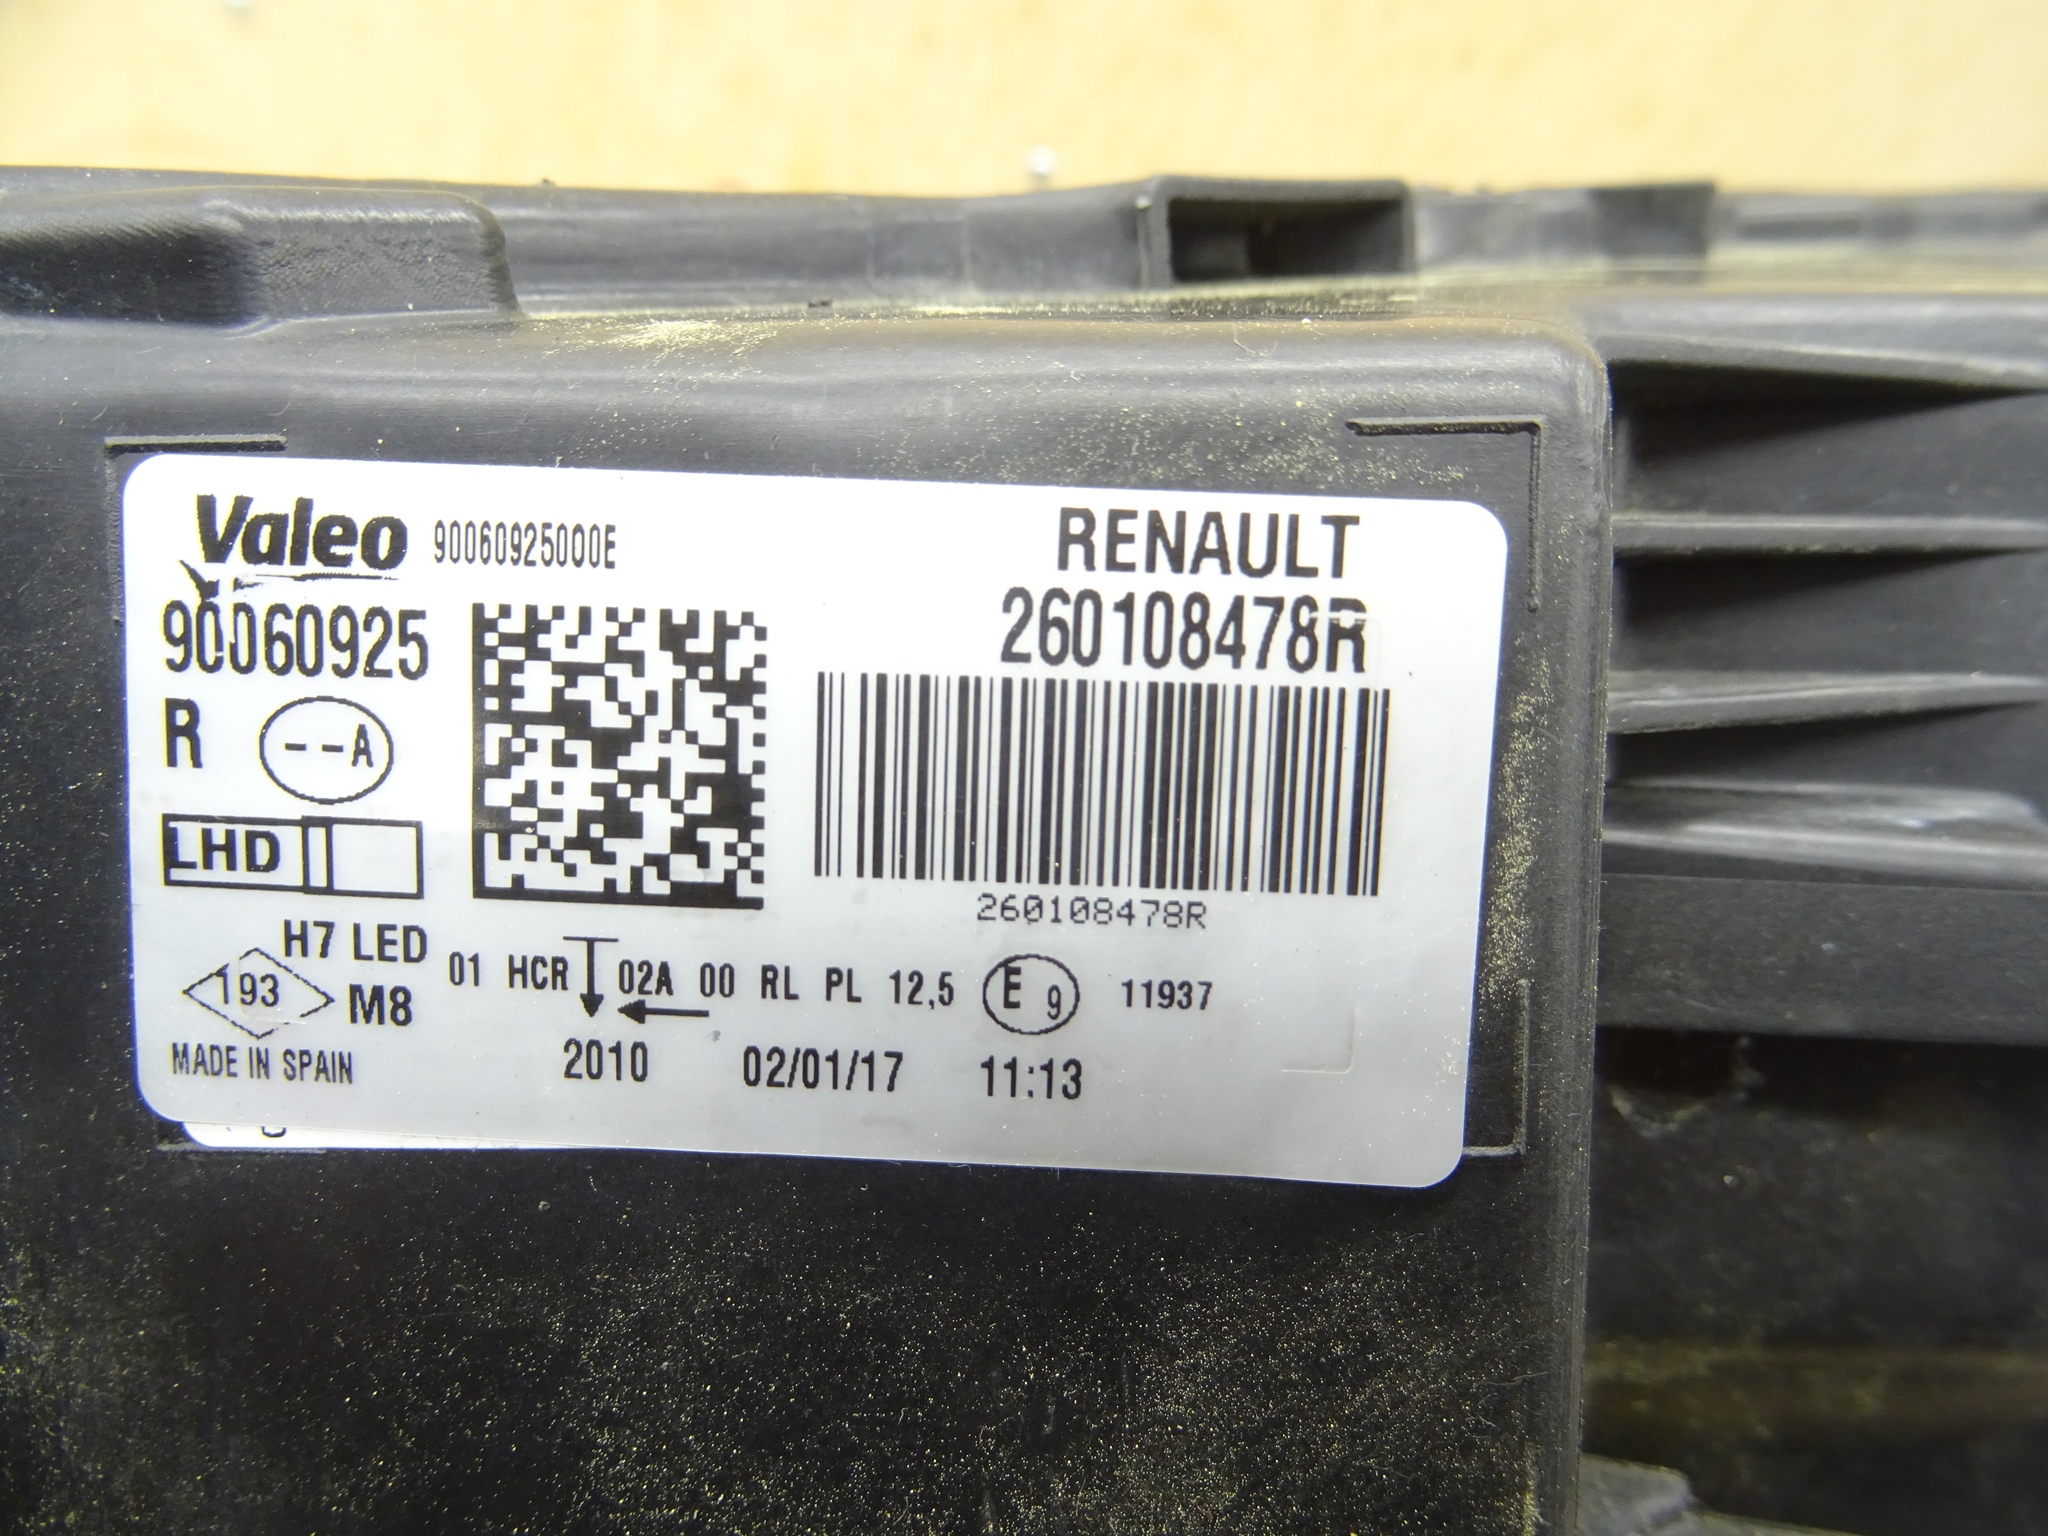 Valeo 90060925000E
RENAULT
90060925
260108478R
R --A
LHD
260108478R
H7 LED
193 M8
01 HCR 02A 00 RL PL 12,5 E9 11937
MADE IN SPAIN
2010 02/01/17 11:13